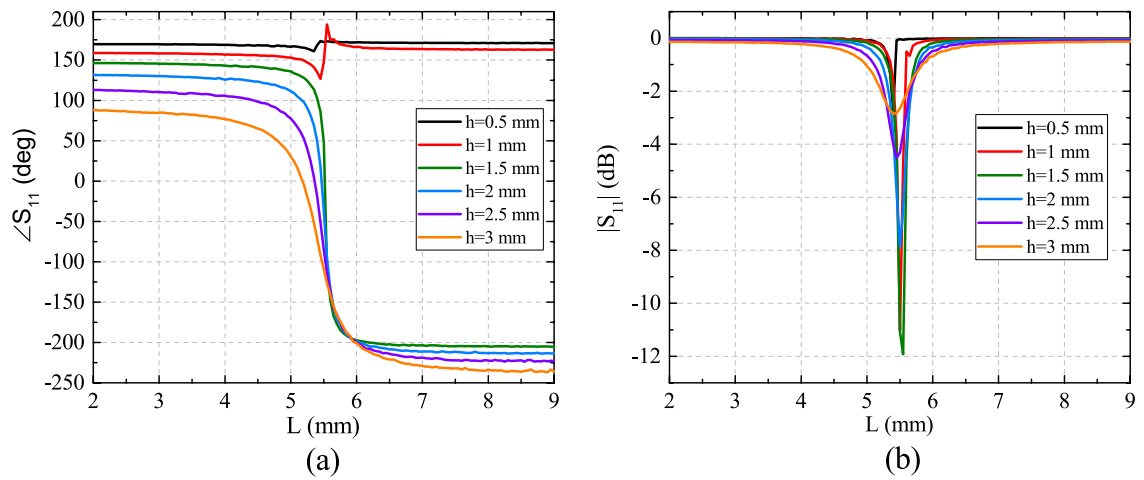 200
150
100
50
0
-50
-100
-150
-200
-250
∠S11 (deg)
h=0.5 mm
h=1 mm
h=1.5 mm
h=2 mm
h=2.5 mm
h=3 mm
2 3 4 5 6 7 8 9
L (mm)
(a)
0
-2
-4
-6
-8
-10
-12
|S11| (dB)
h=0.5 mm
h=1 mm
h=1.5 mm
h=2 mm
h=2.5 mm
h=3 mm
2 4 5 6 8 9
L (mm)
(b)